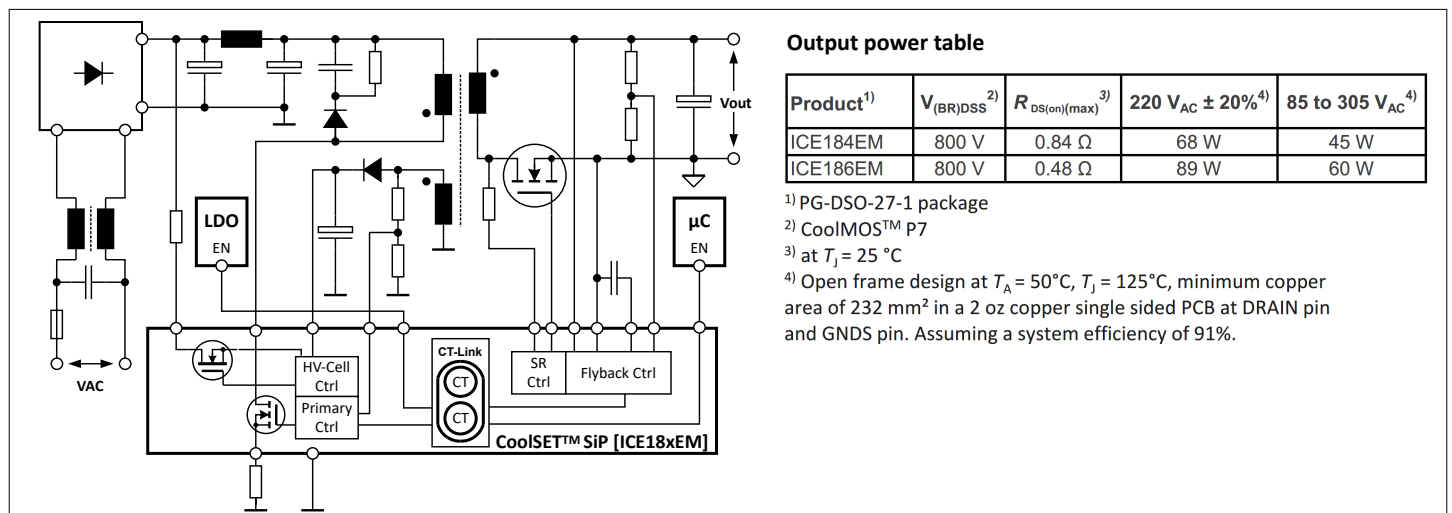 Vout
LDO
EN
µC
EN
VAC
HV-Cell
Ctrl
Primary
Ctrl
CT-Link
CT
CT
SR
Ctrl
Flyback Ctrl
CoolSET™ SiP [ICE18xEM]
Output power table
Product1) V(BR)DSS2) R DS(on)(max)3) 220 VAC ± 20%4) 85 to 305 VAC4)
ICE184EM 800 V 0.84 Ω 68 W 45 W
ICE186EM 800 V 0.48 Ω 89 W 60 W
1) PG-DSO-27-1 package
2) CoolMOS™ P7
3) at TJ = 25 °C
4) Open frame design at TA = 50°C, TJ = 125°C, minimum copper
area of 232 mm² in a 2 oz copper single sided PCB at DRAIN pin
and GNDS pin. Assuming a system efficiency of 91%.